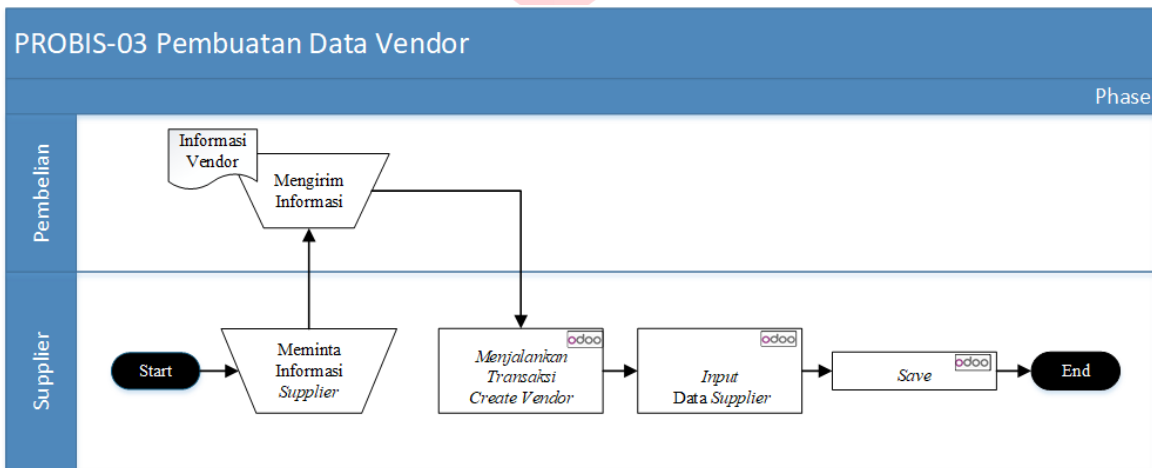 PROBIS-03 Pembuatan Data Vendor
Phase
Pembelian
Informasi
Vendor
Mengirim
Informasi
Supplier
Start
Meminta
Informasi
Supplier
odoo
Menjalankan
Transaksi
Create Vendor
odoo
Input
Data Supplier
odoo
Save
End